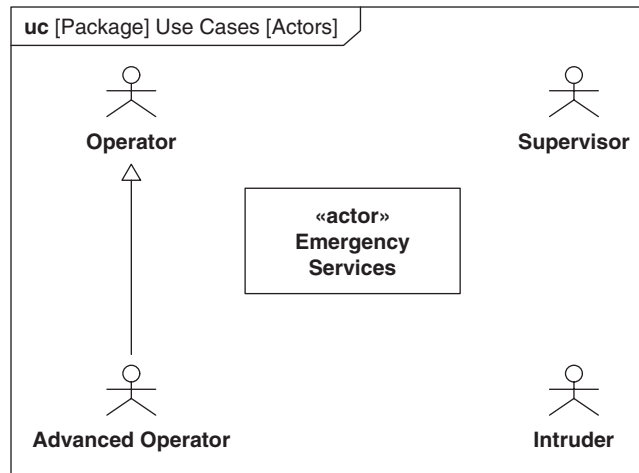 uc [Package] Use Cases [Actors]
Operator
Supervisor
«actor»
Emergency
Services
Advanced Operator
Intruder